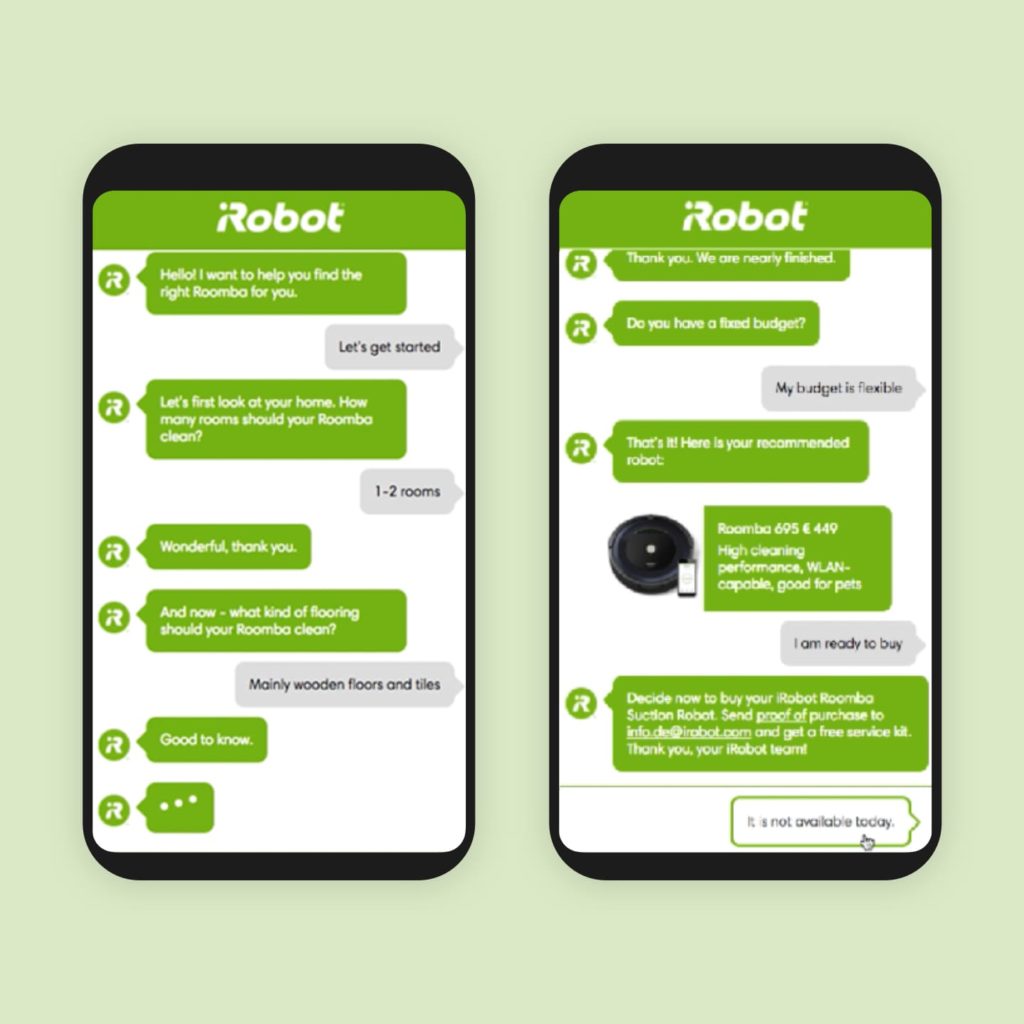 iRobot
Hello! I want to help you find the
right Roomba for you.
Let's get started
Let's first look at your home. How
many rooms should your Roomba
clean?
1-2 rooms
Wonderful, thank you.
And now - what kind of flooring
should your Roomba clean?
Mainly wooden floors and tiles
Good to know.
iRobot
Thank you. We are nearly finished.
Do you have a fixed budget?
My budget is flexible
That's it! Here is your recommended
robot:
Roomba 695 € 449
High cleaning
performance, WLAN-
capable, good for pets
I am ready to buy
Decide now to buy your iRobot Roomba
Suction Robot. Send proof of purchase to
info.de@irobot.com and get a free service kit.
Thank you, your iRobot team!
It is not available today.